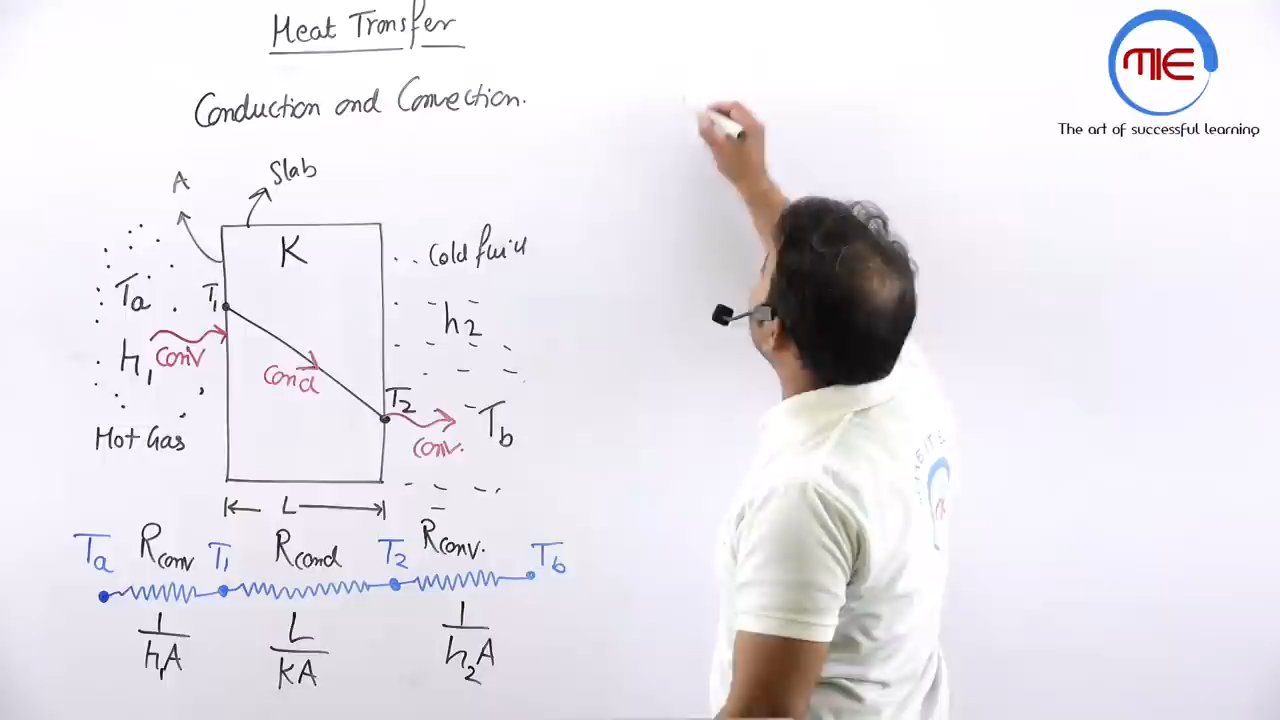 Heat Transfer
Conduction and Convection.
MIE
The art of successful learning
A
Slab
K
Cold fluid
Ta
T1
h2
h1
Conv
Cond
T2
Tb
Conv.
Hot Gas
L
Ta Rconv T1 Rcond T2 Rconv. Tb
1/h1A L/KA 1/h2A